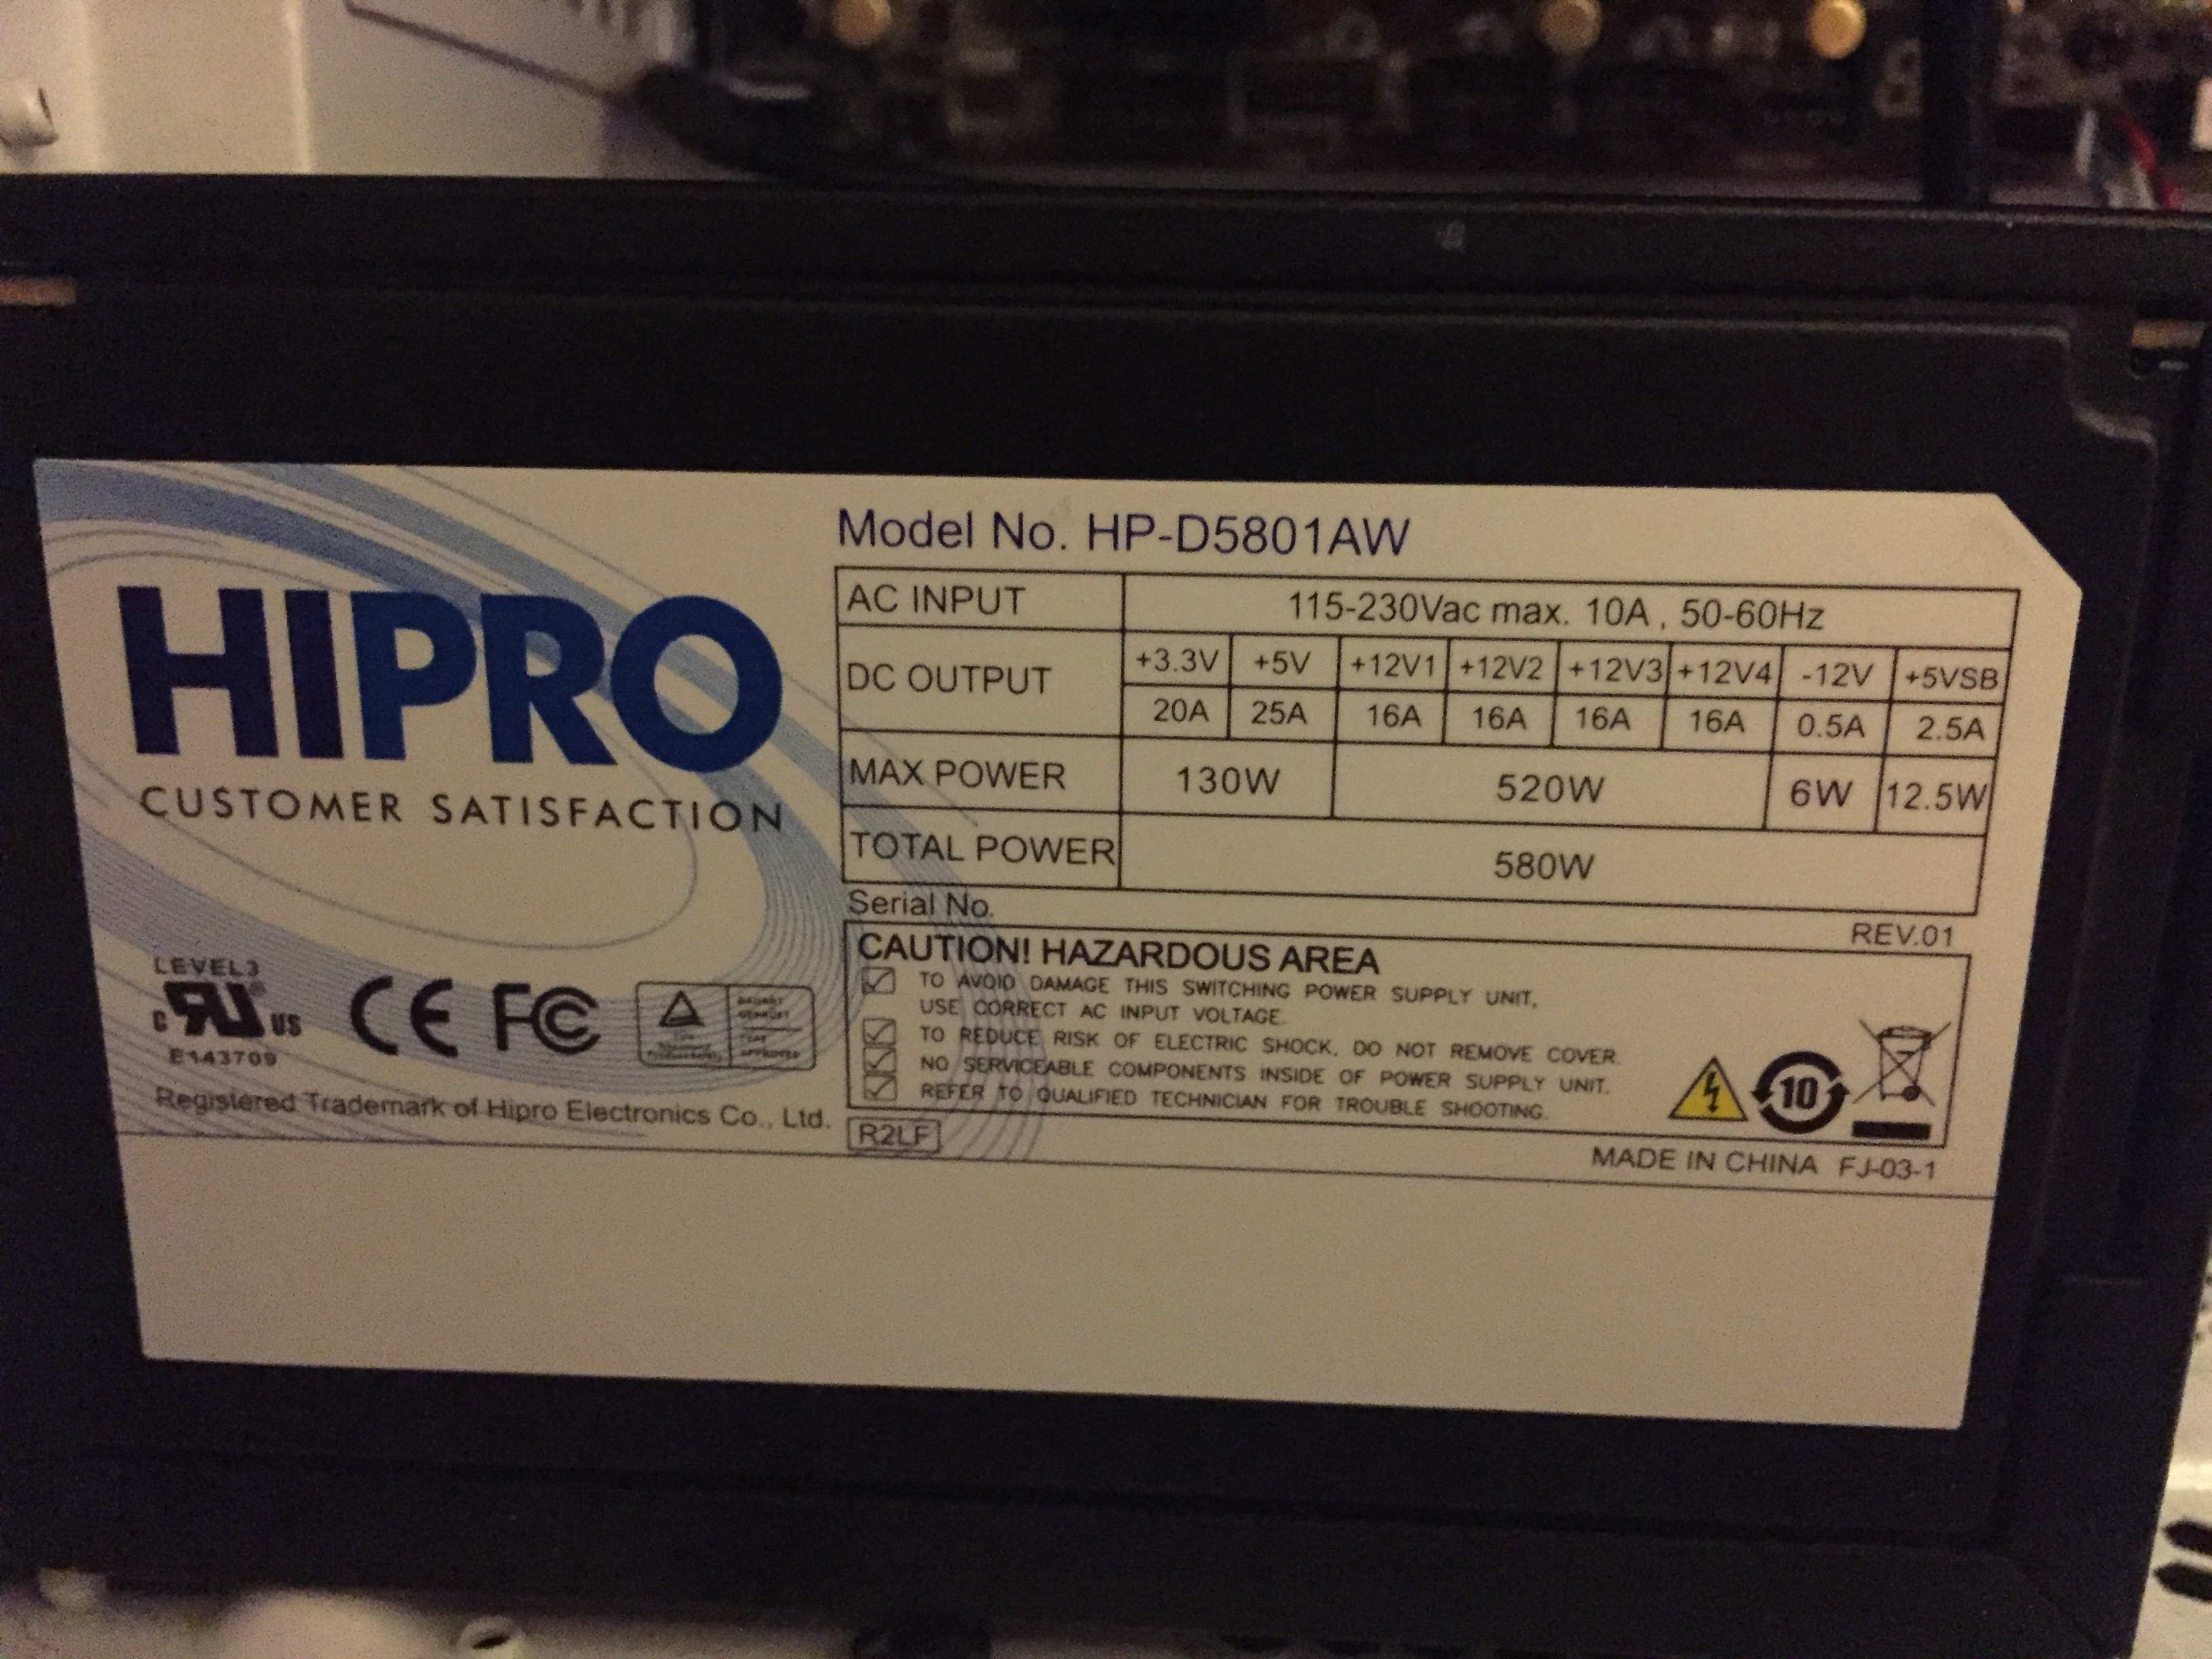 HIPRO
CUSTOMER SATISFACTION
Model No. HP-D5801AW
AC INPUT 115-230Vac max. 10A , 50-60Hz
DC OUTPUT +3.3V +5V +12V1 +12V2 +12V3 +12V4 -12V +5VSB
20A 25A 16A 16A 16A 16A 0.5A 2.5A
MAX POWER 130W 520W 6W 12.5W
TOTAL POWER 580W
Serial No.
REV.01
CAUTION! HAZARDOUS AREA
TO AVOID DAMAGE THIS SWITCHING POWER SUPPLY UNIT,
USE CORRECT AC INPUT VOLTAGE.
TO REDUCE RISK OF ELECTRIC SHOCK, DO NOT REMOVE COVER.
NO SERVICEABLE COMPONENTS INSIDE OF POWER SUPPLY UNIT.
REFER TO QUALIFIED TECHNICIAN FOR TROUBLE SHOOTING.
10
R2LF
MADE IN CHINA FJ-03-1
LEVEL3
C RU ® US
E143709
CE FC
APPROVED
Registered Trademark of Hipro Electronics Co., Ltd.